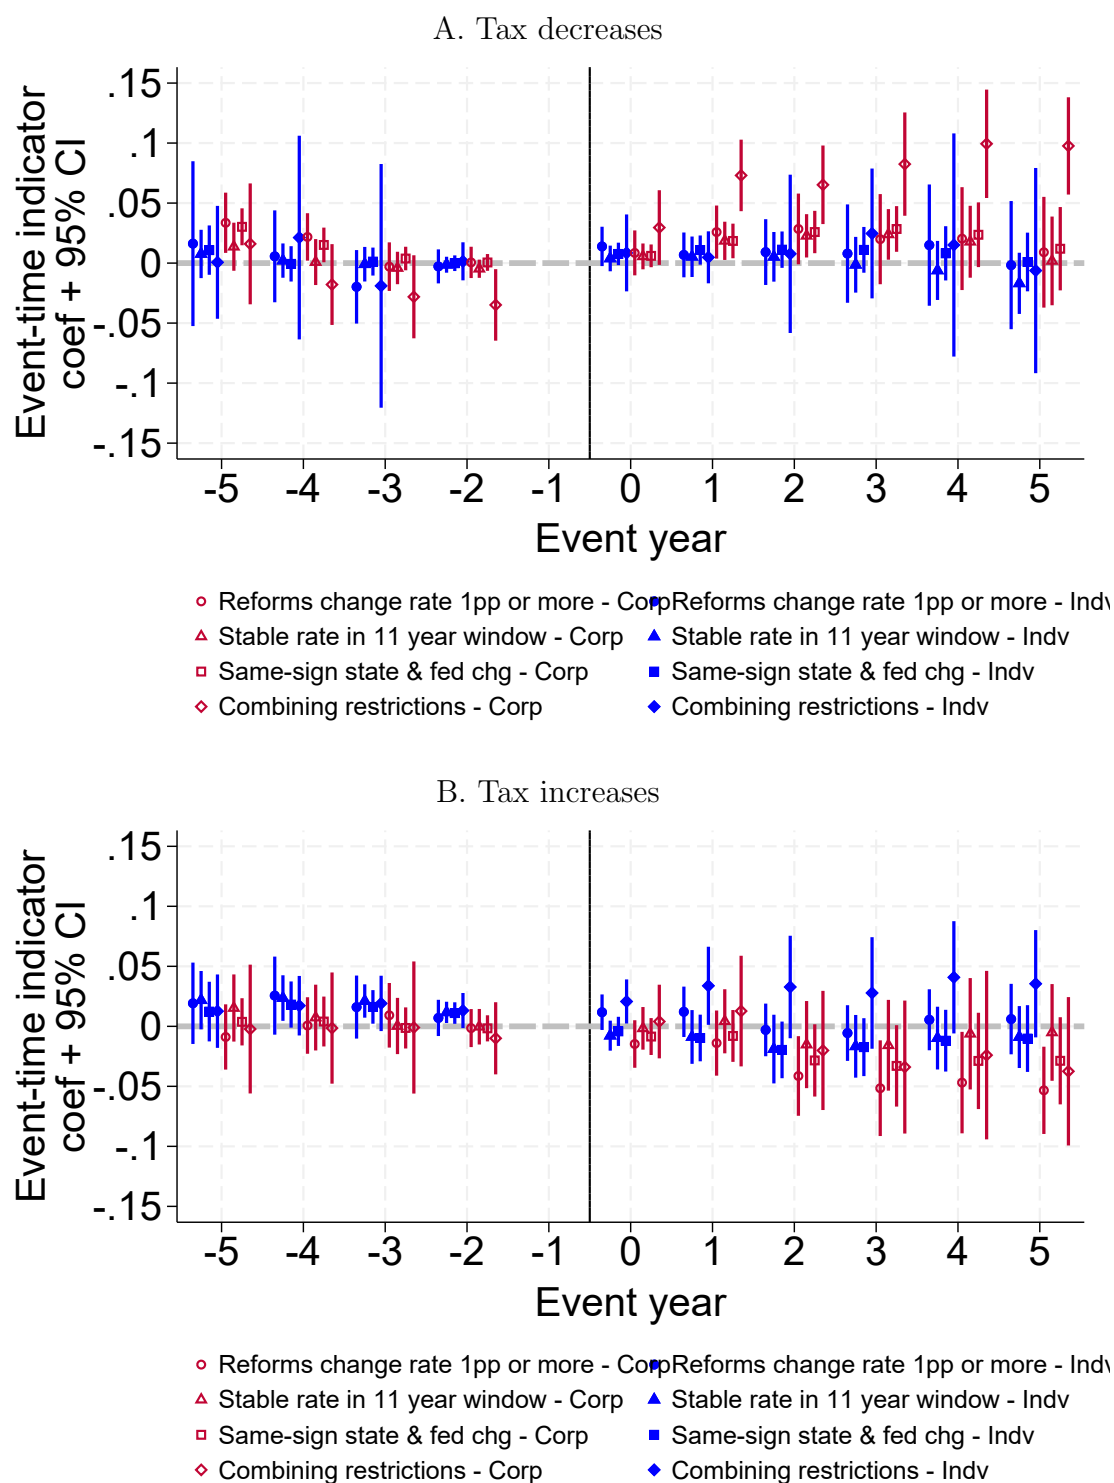 A. Tax decreases
Event-time indicator
coef + 95% CI
.15
.1
.05
0
-.05
-.1
-.15
-5 -4 -3 -2 -1 0 1 2 3 4 5
Event year
Reforms change rate 1pp or more - Corp Reforms change rate 1pp or more - Indv
Stable rate in 11 year window - Corp Stable rate in 11 year window - Indv
Same-sign state & fed chg - Corp Same-sign state & fed chg - Indv
Combining restrictions - Corp Combining restrictions - Indv
B. Tax increases
Event-time indicator
coef + 95% CI
.15
.1
.05
0
-.05
-.1
-.15
-5 -4 -3 -2 -1 0 1 2 3 4 5
Event year
Reforms change rate 1pp or more - Corp Reforms change rate 1pp or more - Indv
Stable rate in 11 year window - Corp Stable rate in 11 year window - Indv
Same-sign state & fed chg - Corp Same-sign state & fed chg - Indv
Combining restrictions - Corp Combining restrictions - Indv